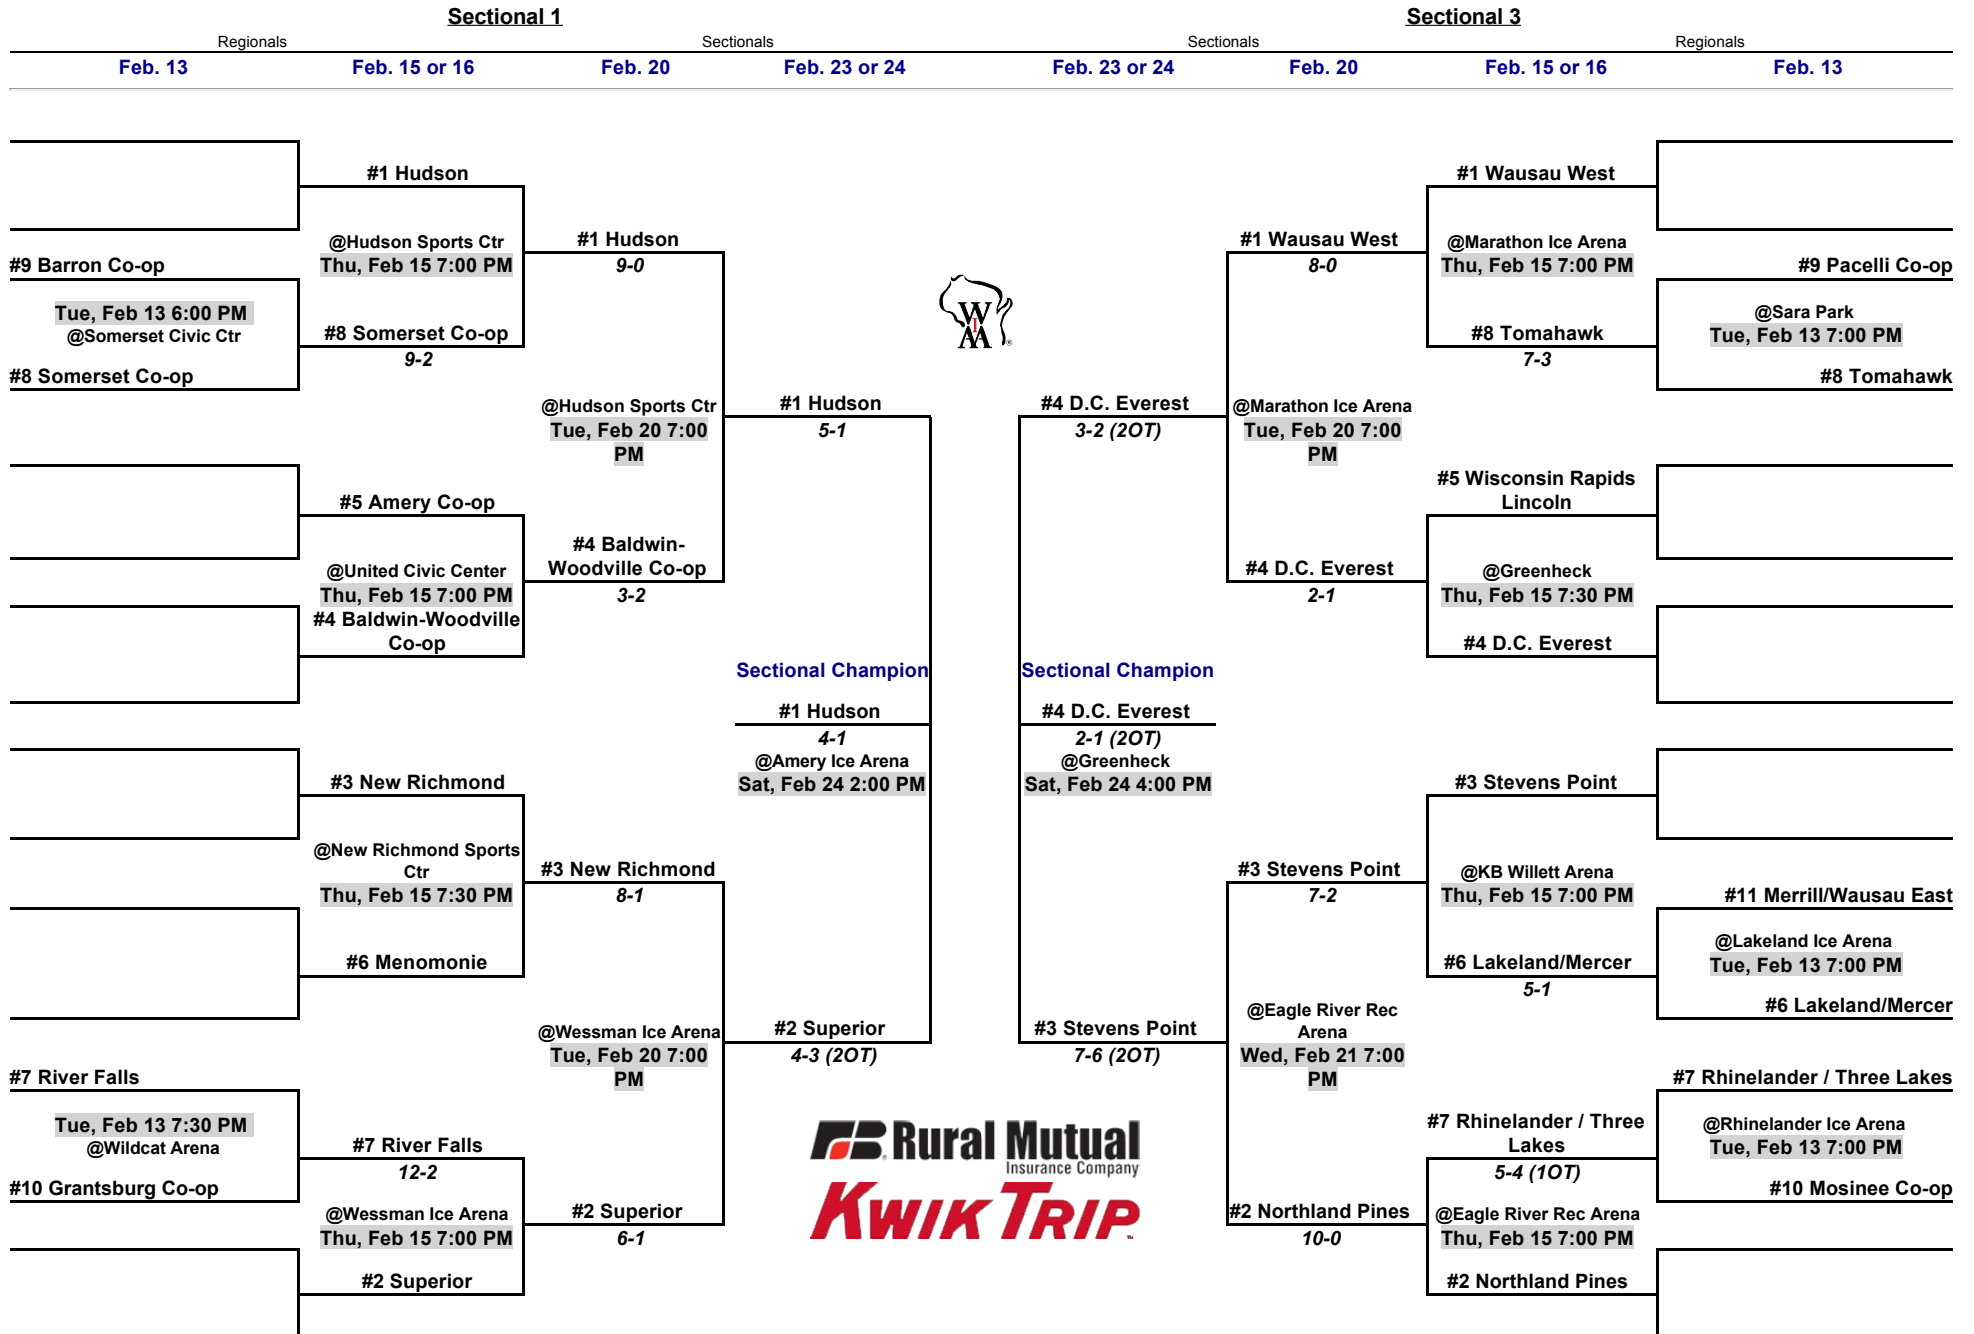 Sectional 1
Sectional 3
Regionals
Sectionals
Sectionals
Regionals
Feb. 13
Feb. 15 or 16
Feb. 20
Feb. 23 or 24
Feb. 23 or 24
Feb. 20
Feb. 15 or 16
Feb. 13
#9 Barron Co-op
Tue, Feb 13 6:00 PM
@Somerset Civic Ctr
#8 Somerset Co-op
#7 River Falls
Tue, Feb 13 7:30 PM
@Wildcat Arena
#10 Grantsburg Co-op
#1 Hudson
@Hudson Sports Ctr
Thu, Feb 15 7:00 PM
#8 Somerset Co-op
9-2
#5 Amery Co-op
@United Civic Center
Thu, Feb 15 7:00 PM
#4 Baldwin-Woodville
Co-op
#3 New Richmond
@New Richmond Sports
Ctr
Thu, Feb 15 7:30 PM
#6 Menomonie
#7 River Falls
12-2
@Wessman Ice Arena
Thu, Feb 15 7:00 PM
#2 Superior
#1 Hudson
9-0
@Hudson Sports Ctr
Tue, Feb 20 7:00
PM
#4 Baldwin-
Woodville Co-op
3-2
#3 New Richmond
8-1
@Wessman Ice Arena
Tue, Feb 20 7:00
PM
#2 Superior
6-1
#1 Hudson
5-1
Sectional Champion
#1 Hudson
4-1
@Amery Ice Arena
Sat, Feb 24 2:00 PM
#2 Superior
4-3 (2OT)
WIAA
®
Rural Mutual
Insurance Company
KWIK TRIP
#4 D.C. Everest
3-2 (2OT)
Sectional Champion
#4 D.C. Everest
2-1 (2OT)
@Greenheck
Sat, Feb 24 4:00 PM
#3 Stevens Point
7-6 (2OT)
#1 Wausau West
8-0
@Marathon Ice Arena
Tue, Feb 20 7:00
PM
#4 D.C. Everest
2-1
#3 Stevens Point
7-2
@Eagle River Rec
Arena
Wed, Feb 21 7:00
PM
#2 Northland Pines
10-0
#1 Wausau West
@Marathon Ice Arena
Thu, Feb 15 7:00 PM
#8 Tomahawk
7-3
#5 Wisconsin Rapids
Lincoln
@Greenheck
Thu, Feb 15 7:30 PM
#4 D.C. Everest
#3 Stevens Point
@KB Willett Arena
Thu, Feb 15 7:00 PM
#6 Lakeland/Mercer
5-1
#7 Rhinelander / Three
Lakes
5-4 (1OT)
@Eagle River Rec Arena
Thu, Feb 15 7:00 PM
#2 Northland Pines
#9 Pacelli Co-op
@Sara Park
Tue, Feb 13 7:00 PM
#8 Tomahawk
#11 Merrill/Wausau East
@Lakeland Ice Arena
Tue, Feb 13 7:00 PM
#6 Lakeland/Mercer
#7 Rhinelander / Three Lakes
@Rhinelander Ice Arena
Tue, Feb 13 7:00 PM
#10 Mosinee Co-op